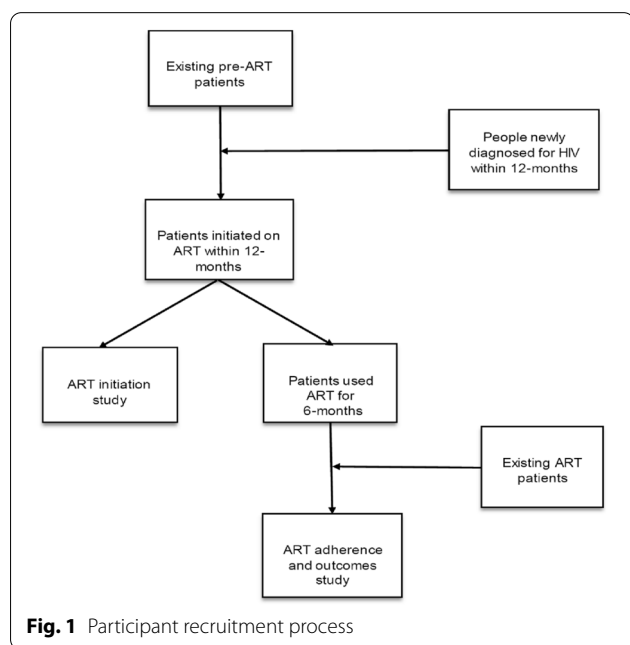 Existing pre-ART
patients
People newly
diagnosed for HIV
within 12-months
Patients initiated on
ART within 12-
months
ART initiation
study
Patients used
ART for
6-months
Existing ART
patients
ART adherence
and outcomes
study
Fig. 1 Participant recruitment process